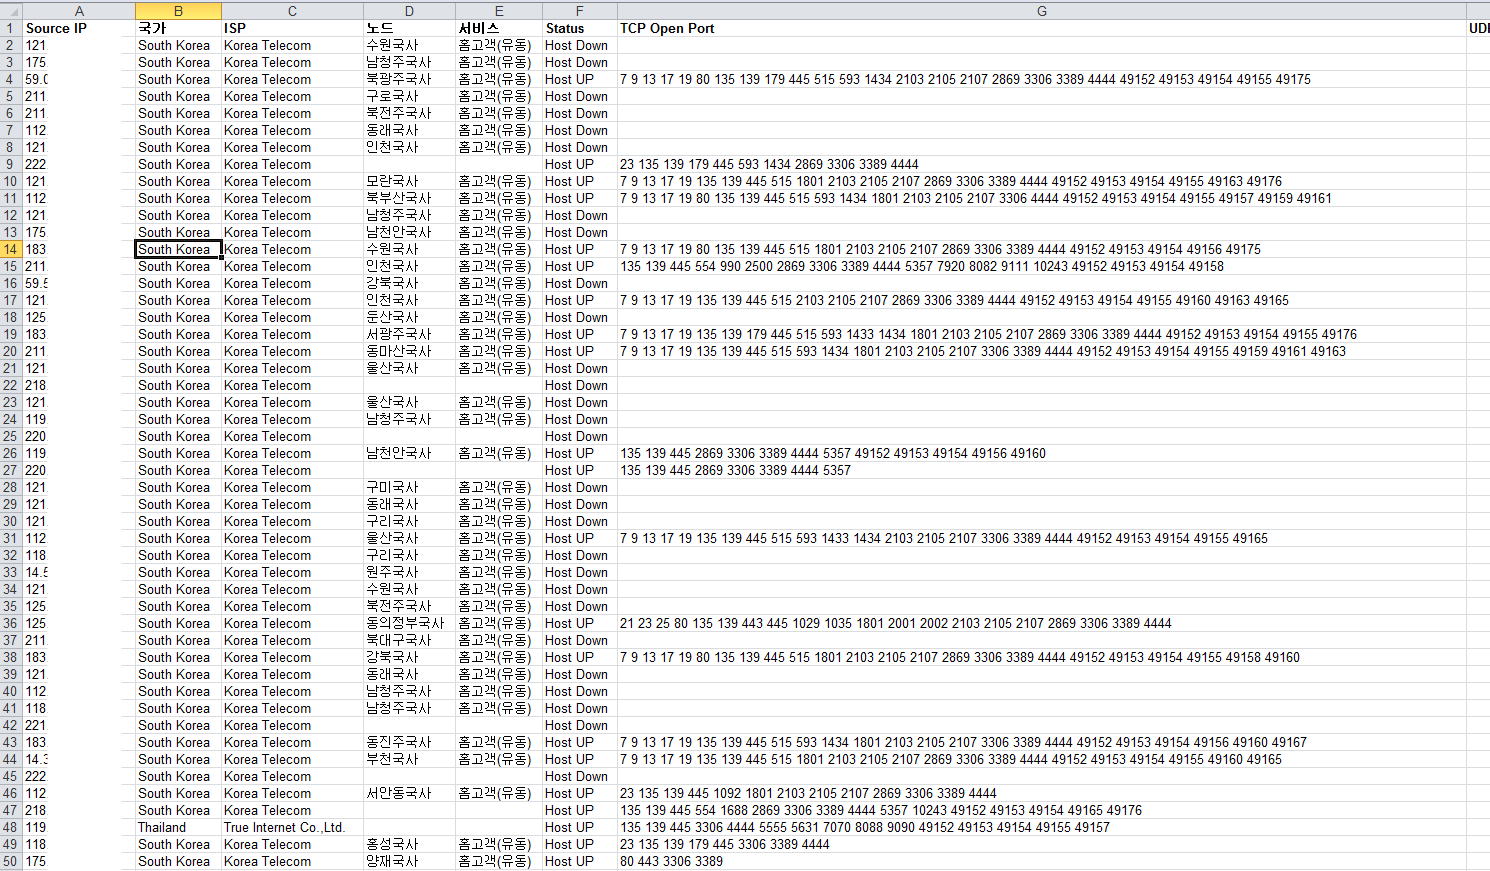 A B C D E F G
1 Source IP 국가 ISP 노드 서비스 Status TCP Open Port UDP
2 121. South Korea Korea Telecom 수원국사 홈고객(유동) Host Down
3 175 South Korea Korea Telecom 남청주국사 홈고객(유동) Host Down
4 59.0 South Korea Korea Telecom 북광주국사 홈고객(유동) Host UP 7 9 13 17 19 80 135 139 179 445 515 593 1434 2103 2105 2107 2869 3306 3389 4444 49152 49153 49154 49155 49175
5 211. South Korea Korea Telecom 구로국사 홈고객(유동) Host Down
6 211. South Korea Korea Telecom 북전주국사 홈고객(유동) Host Down
7 112 South Korea Korea Telecom 동래국사 홈고객(유동) Host Down
8 121. South Korea Korea Telecom 인천국사 홈고객(유동) Host Down
9 222 South Korea Korea Telecom Host UP 23 135 139 179 445 593 1434 2869 3306 3389 4444
10 121. South Korea Korea Telecom 모란국사 홈고객(유동) Host UP 7 9 13 17 19 135 139 445 515 1801 2103 2105 2107 2869 3306 3389 4444 49152 49153 49154 49155 49163 49176
11 112 South Korea Korea Telecom 북부산국사 홈고객(유동) Host UP 7 9 13 17 19 80 135 139 445 515 593 1434 1801 2103 2105 2107 3306 4444 49152 49153 49154 49155 49157 49159 49161
12 121. South Korea Korea Telecom 남청주국사 홈고객(유동) Host Down
13 175 South Korea Korea Telecom 남천안국사 홈고객(유동) Host Down
14 183. South Korea Korea Telecom 수원국사 홈고객(유동) Host UP 7 9 13 17 19 80 135 139 445 515 1801 2103 2105 2107 2869 3306 3389 4444 49152 49153 49154 49156 49175
15 211. South Korea Korea Telecom 인천국사 홈고객(유동) Host UP 135 139 445 554 990 2500 2869 3306 3389 4444 5357 7920 8082 9111 10243 49152 49153 49154 49158
16 59.5 South Korea Korea Telecom 강북국사 홈고객(유동) Host Down
17 121. South Korea Korea Telecom 인천국사 홈고객(유동) Host UP 7 9 13 17 19 135 139 445 515 2103 2105 2107 2869 3306 3389 4444 49152 49153 49154 49155 49160 49163 49165
18 125 South Korea Korea Telecom 둔산국사 홈고객(유동) Host Down
19 183. South Korea Korea Telecom 서광주국사 홈고객(유동) Host UP 7 9 13 17 19 135 139 179 445 515 593 1433 1434 1801 2103 2105 2107 2869 3306 3389 4444 49152 49153 49154 49155 49176
20 211 South Korea Korea Telecom 동마산국사 홈고객(유동) Host UP 7 9 13 17 19 135 139 445 515 593 1434 1801 2103 2105 2107 3306 3389 4444 49152 49153 49154 49155 49159 49161 49163
21 121. South Korea Korea Telecom 울산국사 홈고객(유동) Host Down
22 218. South Korea Korea Telecom Host Down
23 121. South Korea Korea Telecom 울산국사 홈고객(유동) Host Down
24 119. South Korea Korea Telecom 남청주국사 홈고객(유동) Host Down
25 220 South Korea Korea Telecom Host Down
26 119 South Korea Korea Telecom 남천안국사 홈고객(유동) Host UP 135 139 445 2869 3306 3389 4444 5357 49152 49153 49154 49156 49160
27 220 South Korea Korea Telecom Host UP 135 139 445 2869 3306 3389 4444 5357
28 121. South Korea Korea Telecom 구미국사 홈고객(유동) Host Down
29 121. South Korea Korea Telecom 동래국사 홈고객(유동) Host Down
30 121 South Korea Korea Telecom 구리국사 홈고객(유동) Host Down
31 112 South Korea Korea Telecom 울산국사 홈고객(유동) Host UP 7 9 13 17 19 135 139 445 515 593 1433 1434 2103 2105 2107 3306 3389 4444 49152 49153 49154 49155 49165
32 118 South Korea Korea Telecom 구리국사 홈고객(유동) Host Down
33 14.5 South Korea Korea Telecom 원주국사 홈고객(유동) Host Down
34 121. South Korea Korea Telecom 수원국사 홈고객(유동) Host Down
35 125 South Korea Korea Telecom 북전주국사 홈고객(유동) Host Down
36 125 South Korea Korea Telecom 동의정부국사 홈고객(유동) Host UP 21 23 25 80 135 139 443 445 1029 1035 1801 2001 2002 2103 2105 2107 2869 3306 3389 4444
37 211. South Korea Korea Telecom 북대구국사 홈고객(유동) Host Down
38 183. South Korea Korea Telecom 강북국사 홈고객(유동) Host UP 7 9 13 17 19 80 135 139 445 515 1801 2103 2105 2107 2869 3306 3389 4444 49152 49153 49154 49155 49158 49160
39 121. South Korea Korea Telecom 동래국사 홈고객(유동) Host Down
40 112 South Korea Korea Telecom 남청주국사 홈고객(유동) Host Down
41 118. South Korea Korea Telecom 남청주국사 홈고객(유동) Host Down
42 221. South Korea Korea Telecom Host Down
43 183. South Korea Korea Telecom 동진주국사 홈고객(유동) Host UP 7 9 13 17 19 135 139 445 515 593 1434 1801 2103 2105 2107 3306 3389 4444 49152 49153 49154 49156 49160 49167
44 14.3 South Korea Korea Telecom 부천국사 홈고객(유동) Host UP 7 9 13 17 19 135 139 445 515 1801 2103 2105 2107 2869 3306 3389 4444 49152 49153 49154 49155 49160 49165
45 222 South Korea Korea Telecom Host Down
46 112. South Korea Korea Telecom 서안동국사 홈고객(유동) Host UP 23 135 139 445 1092 1801 2103 2105 2107 2869 3306 3389 4444
47 218. South Korea Korea Telecom Host UP 135 139 445 554 1688 2869 3306 3389 4444 5357 10243 49152 49153 49154 49165 49176
48 119. Thailand True Internet Co.,Ltd. Host UP 135 139 445 3306 4444 5555 5631 7070 8088 9090 49152 49153 49154 49155 49157
49 118 South Korea Korea Telecom 홍성국사 홈고객(유동) Host UP 23 135 139 179 445 3306 3389 4444
50 175 South Korea Korea Telecom 양재국사 홈고객(유동) Host UP 80 443 3306 3389